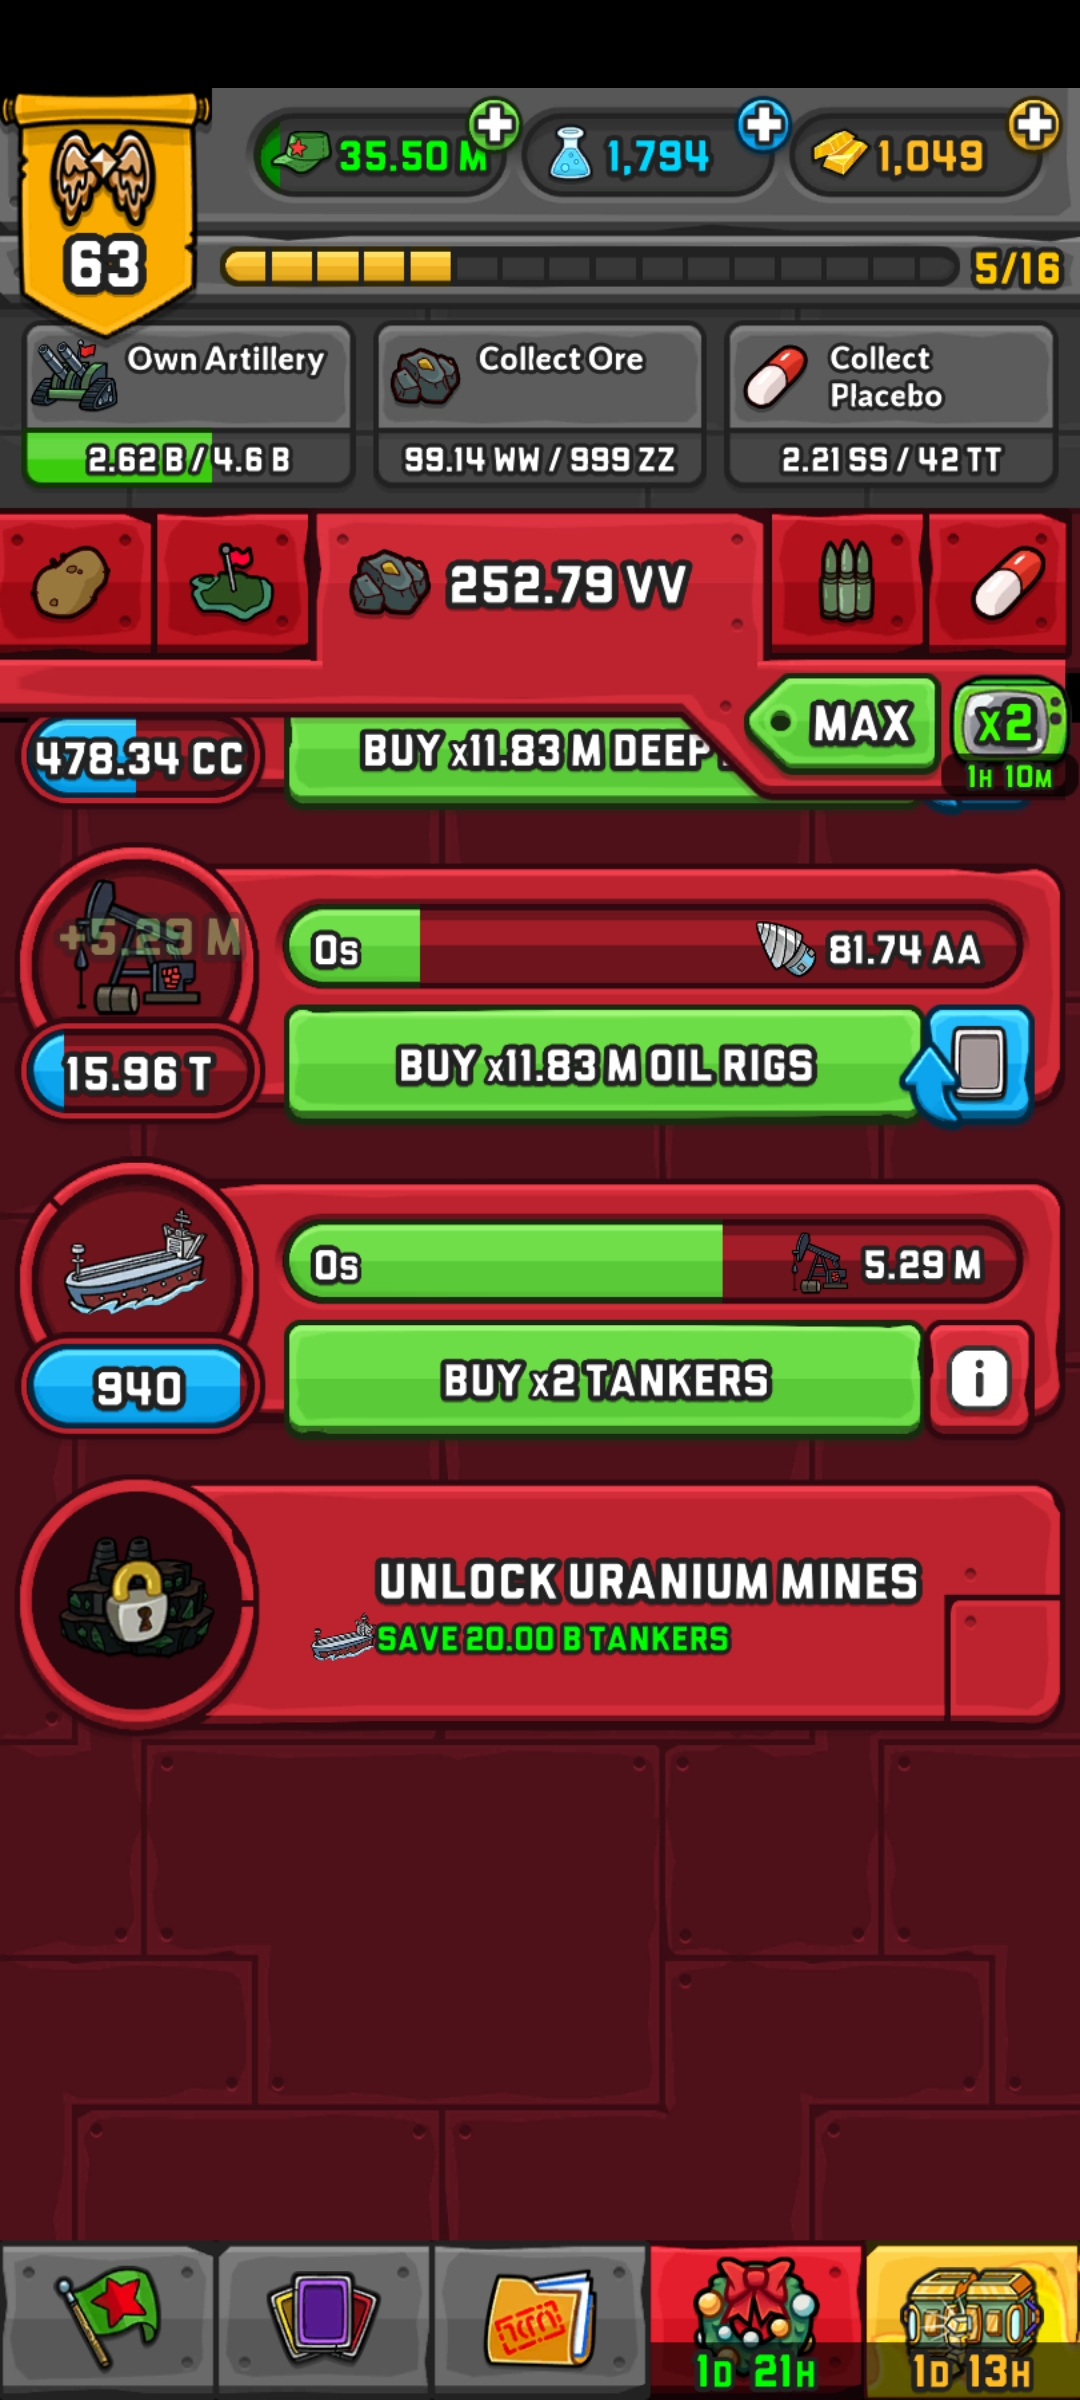 35.50 M
1,794
1,049
63
5/16
Own Artillery
2.62 B / 4.6 B
Collect Ore
99.14 WW / 999 ZZ
Collect
Placebo
2.21 SS / 42 TT
252.79 VV
MAX
X2
1H 10M
478.34 CC
BUY x11.83 M DEEP
+5.29 M
0s
81.74 AA
15.96 T
BUY x11.83 M OIL RIGS
0s
5.29 M
940
BUY x2 TANKERS
i
UNLOCK URANIUM MINES
SAVE 20.00 B TANKERS
1D 21H
1D 13H